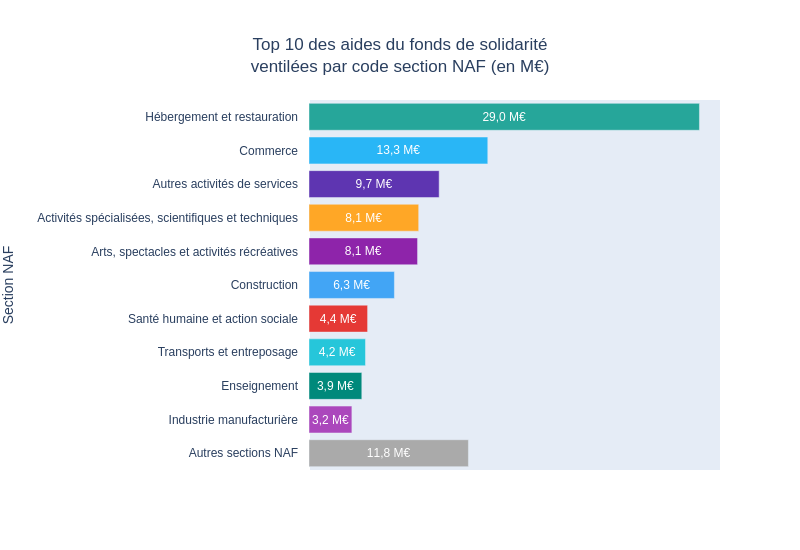 Top 10 des aides du fonds de solidarité
ventilées par code section NAF (en M€)
Section NAF
Hébergement et restauration 29,0 M€
Commerce 13,3 M€
Autres activités de services 9,7 M€
Activités spécialisées, scientifiques et techniques 8,1 M€
Arts, spectacles et activités récréatives 8,1 M€
Construction 6,3 M€
Santé humaine et action sociale 4,4 M€
Transports et entreposage 4,2 M€
Enseignement 3,9 M€
Industrie manufacturière 3,2 M€
Autres sections NAF 11,8 M€